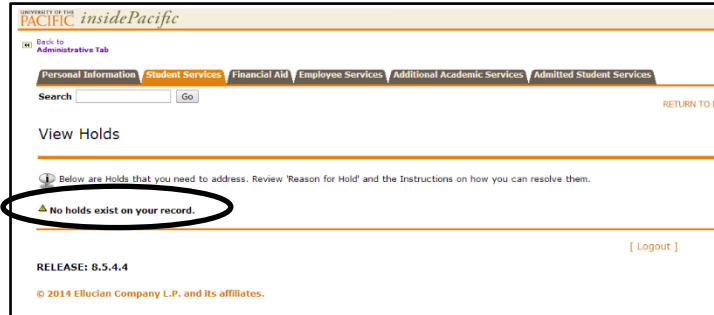 UNIVERSITY OF THE
PACIFIC insidePacific
Back to
Administrative Tab
Personal Information Student Services Financial Aid Employee Services Additional Academic Services Admitted Student Services
Search Go
RETURN TO
View Holds
Below are Holds that you need to address. Review 'Reason for Hold' and the Instructions on how you can resolve them.
No holds exist on your record.
[ Logout ]
RELEASE: 8.5.4.4
© 2014 Ellucian Company L.P. and its affiliates.